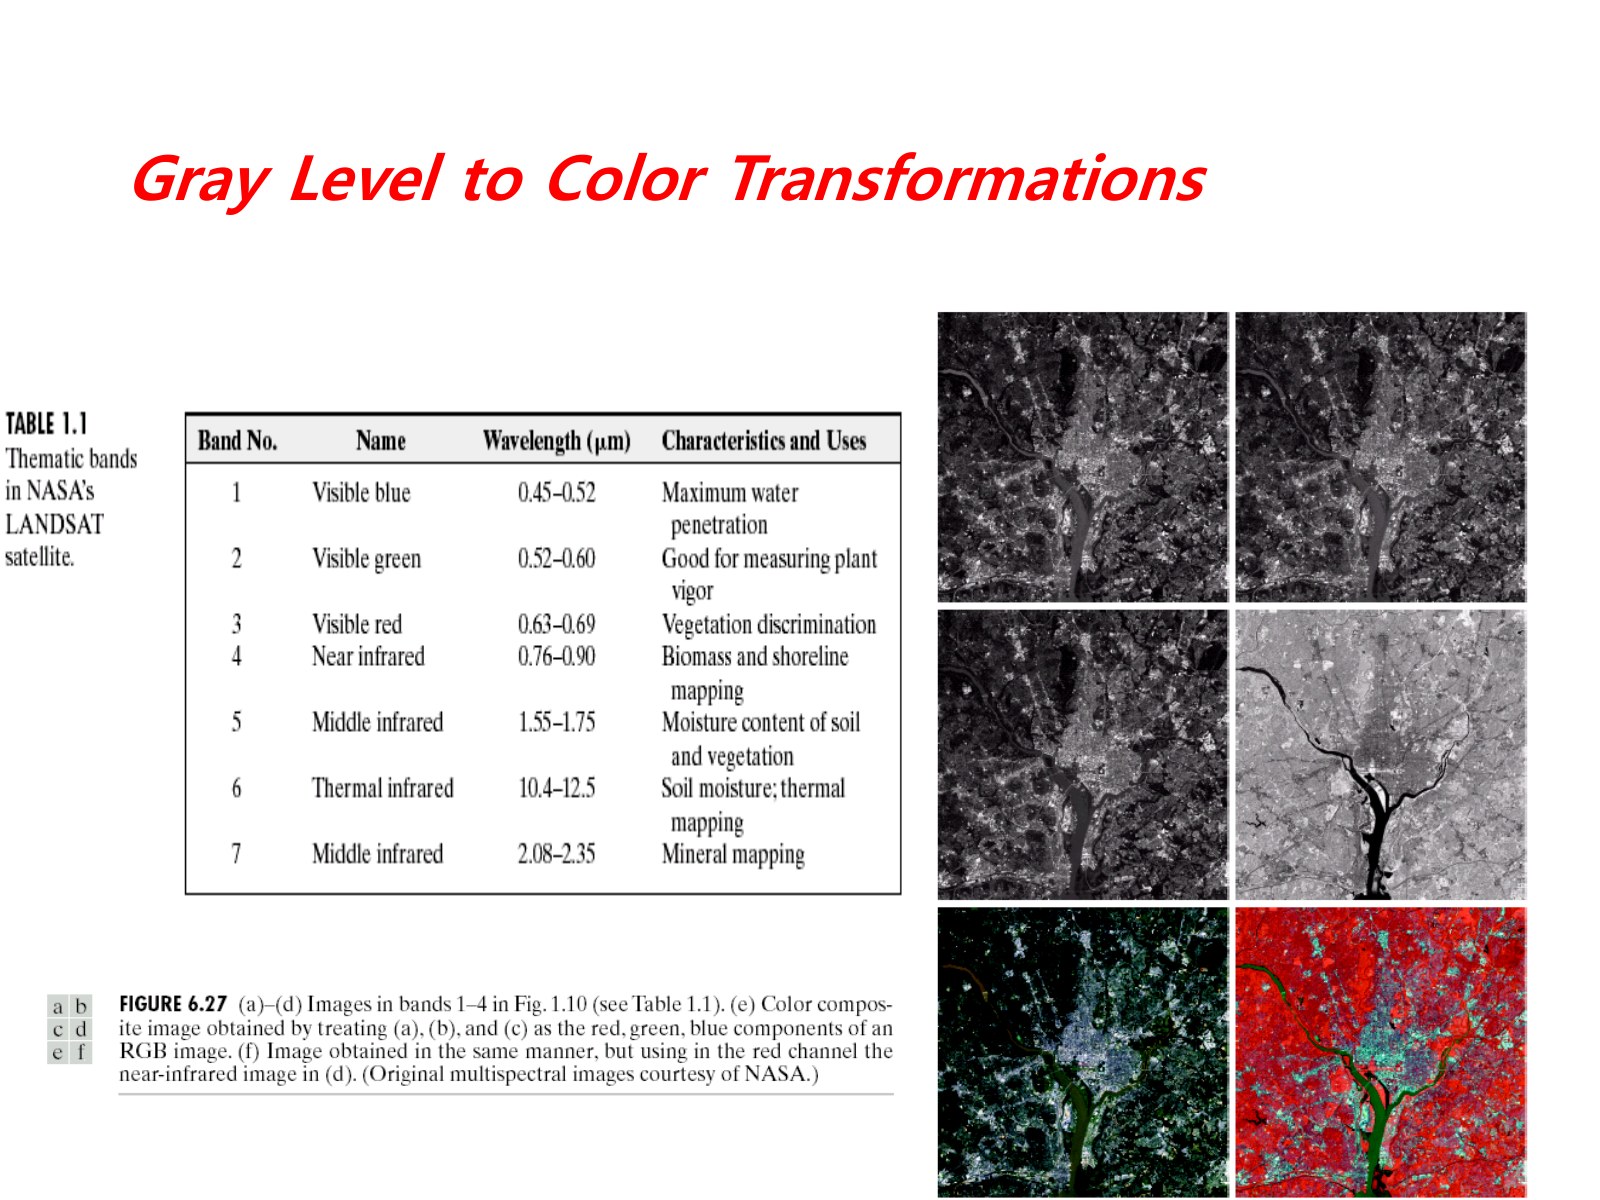 Gray Level to Color Transformations
TABLE 1.1
Thematic bands
in NASA's
LANDSAT
satellite.
Band No. Name Wavelength (μm) Characteristics and Uses
1 Visible blue 0.45–0.52 Maximum water
penetration
2 Visible green 0.52–0.60 Good for measuring plant
vigor
3 Visible red 0.63–0.69 Vegetation discrimination
4 Near infrared 0.76–0.90 Biomass and shoreline
mapping
5 Middle infrared 1.55–1.75 Moisture content of soil
and vegetation
6 Thermal infrared 10.4–12.5 Soil moisture; thermal
mapping
7 Middle infrared 2.08–2.35 Mineral mapping
a b
c d
e f
FIGURE 6.27 (a)–(d) Images in bands 1–4 in Fig. 1.10 (see Table 1.1). (e) Color compos-
ite image obtained by treating (a), (b), and (c) as the red, green, blue components of an
RGB image. (f) Image obtained in the same manner, but using in the red channel the
near-infrared image in (d). (Original multispectral images courtesy of NASA.)